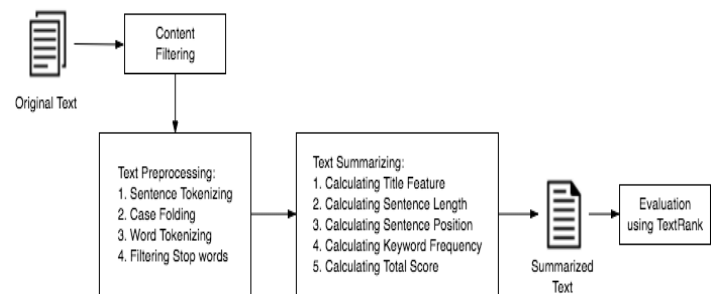 Content
Filtering
Original Text
Text Preprocessing:
1. Sentence Tokenizing
2. Case Folding
3. Word Tokenizing
4. Filtering Stop words
Text Summarizing:
1. Calculating Title Feature
2. Calculating Sentence Length
3. Calculating Sentence Position
4. Calculating Keyword Frequency
5. Calculating Total Score
Summarized
Text
Evaluation
using TextRank